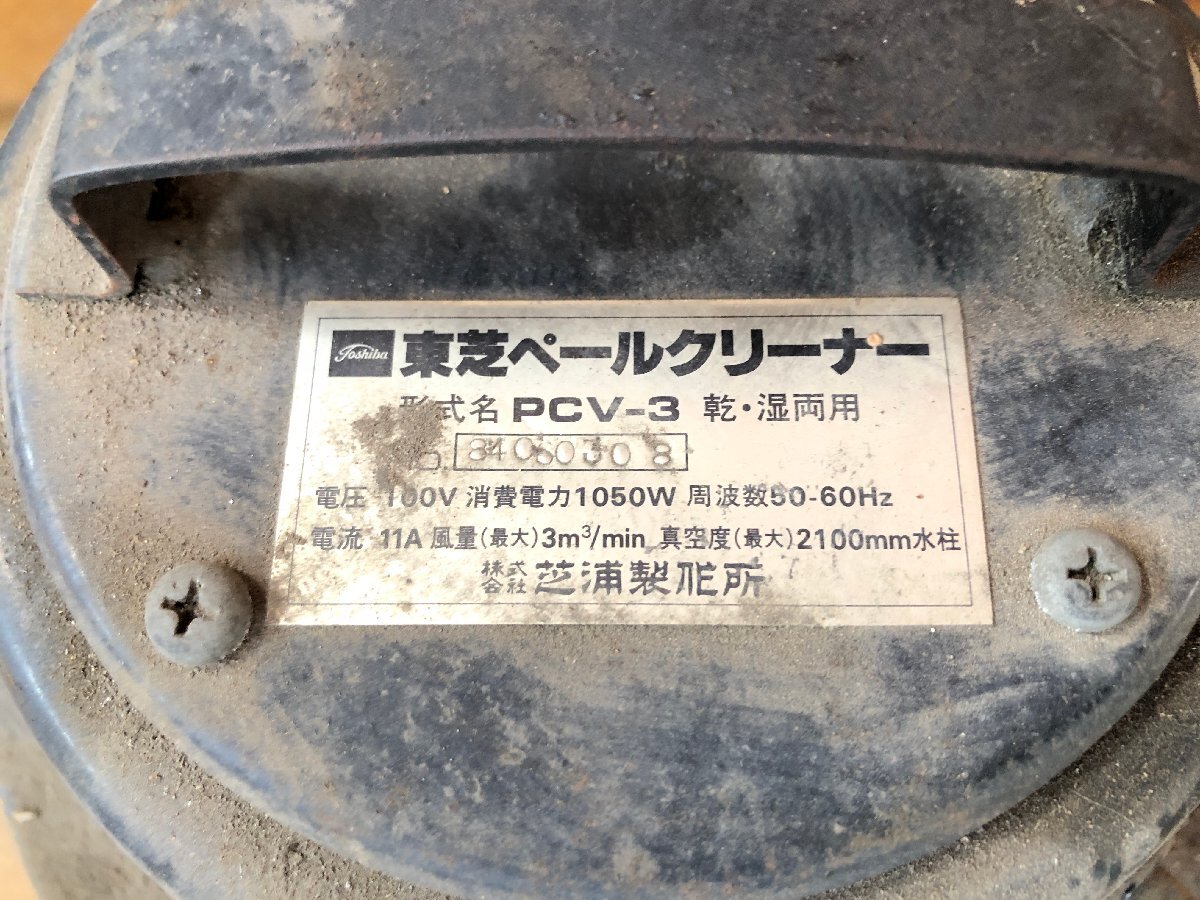 Toshiba 東芝ペールクリーナー
形式名 PCV-3 乾・湿両用
電圧 100V 消費電力1050W 周波数50-60Hz
電流 11A 風量(最大)3m³/min 真空度(最大)2100mm水柱
株式会社 芝浦製作所